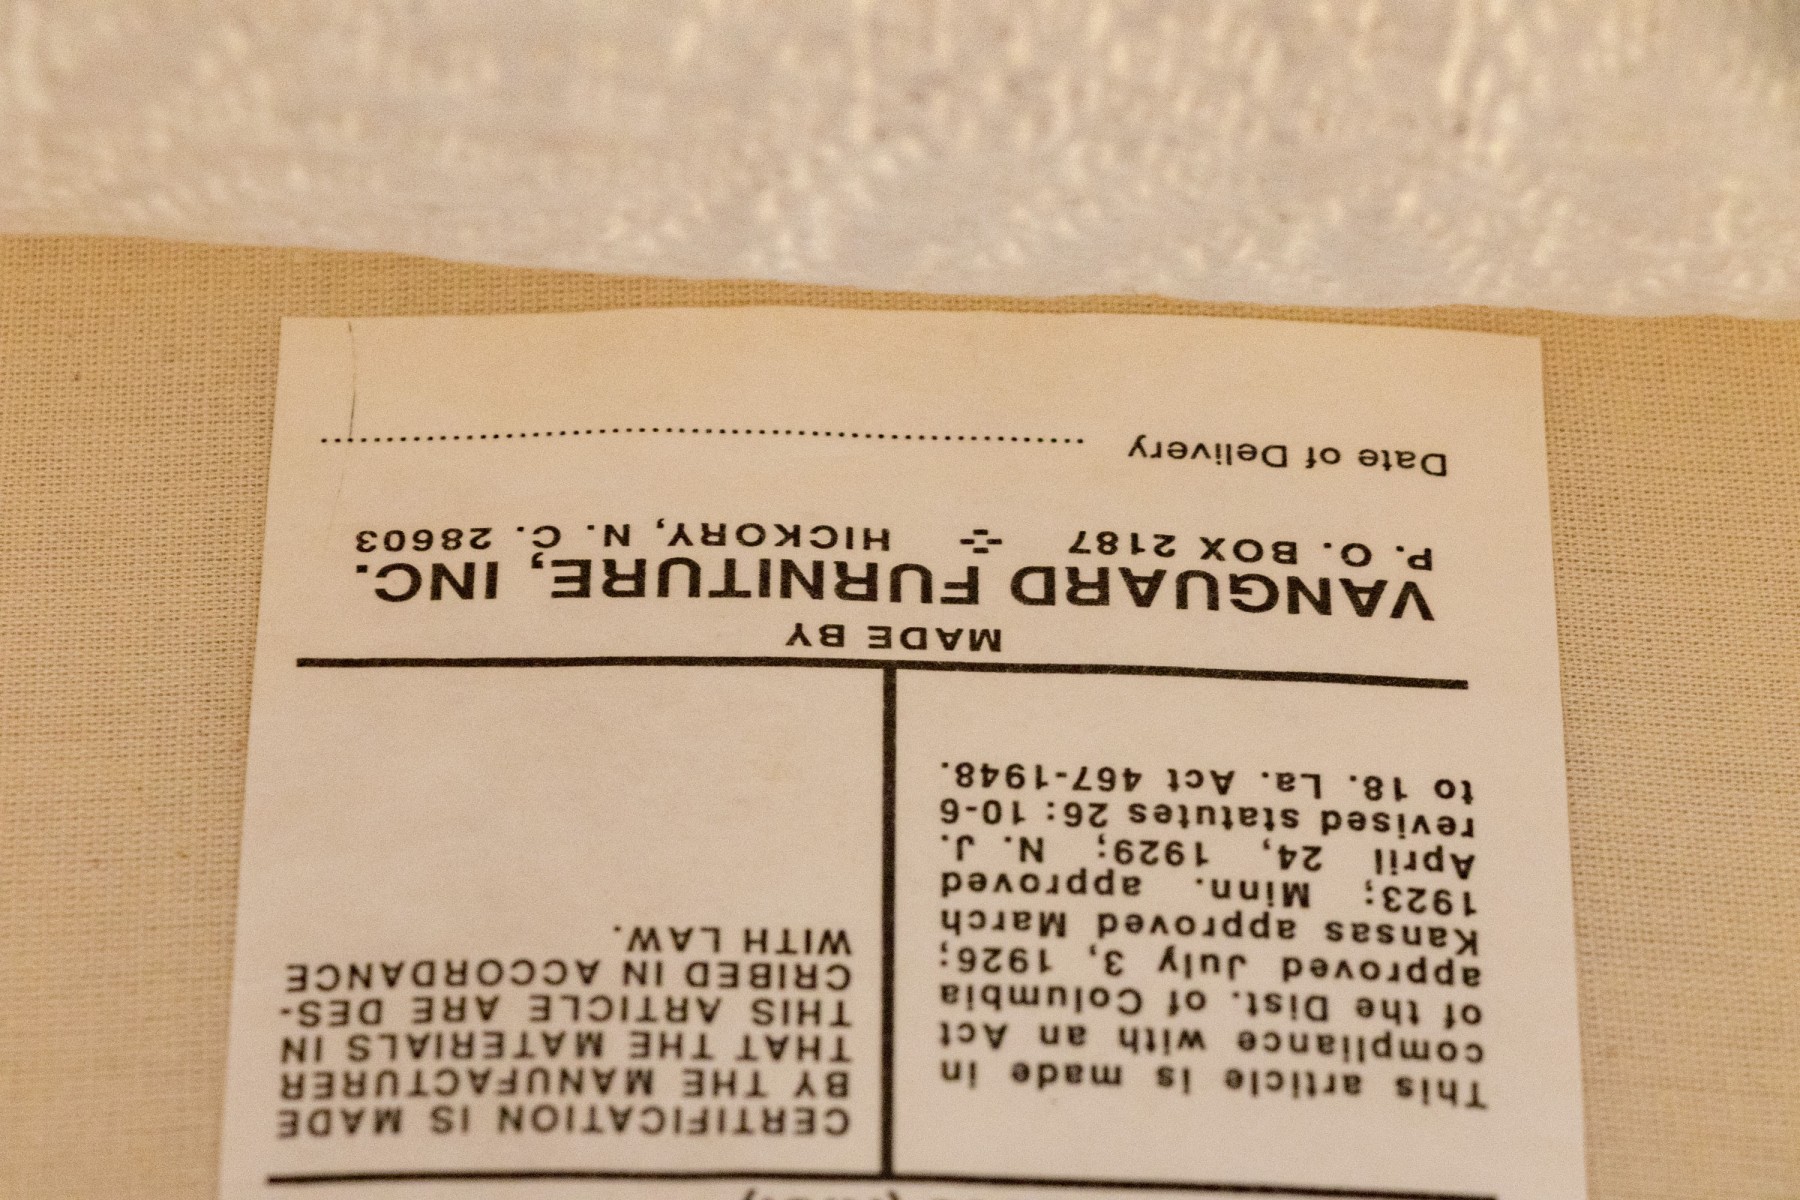 This article is made in
compliance with an Act
of the Dist. of Columbia
approved July 3, 1926;
Kansas approved March
1923; Minn. approved
April 24, 1929; N. J.
revised statutes 26: 10-6
to 18. La. Act 467-1948.
CERTIFICATION IS MADE
BY THE MANUFACTURER
THAT THE MATERIALS IN
THIS ARTICLE ARE DES-
CRIBED IN ACCORDANCE
WITH LAW.
MADE BY
VANGUARD FURNITURE, INC.
P. O. BOX 2187 -:- HICKORY, N. C. 28603
Date of Delivery ............................................................